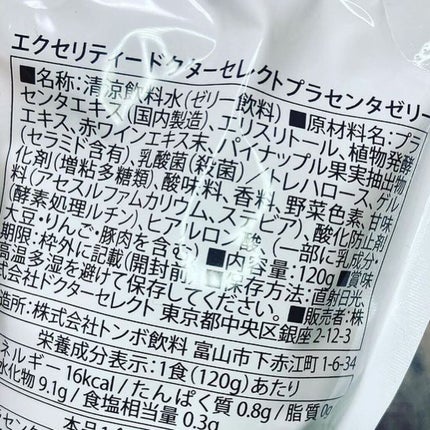 エクセリティードクターセレクトプラセンタゼリー
■名称:清涼飲料水(ゼリー飲料) ■原材料名:プラ
センタエキス(国内製造)、エリスリトール、植物発酵
エキス、赤ワインエキス末、パイナップル果実抽出物
(セラミド含有)、乳酸菌(殺菌) トレハロース、ゲル
化剤(増粘多糖類)、酸味料、香料、野菜色素、甘味
料(アセスルファムカリウム、ステビア)、酸化防止剤
(酵素処理ルチン)、ヒアルロン酸 (一部に乳成分・
大豆・りんご・豚肉を含む) ■内容量:120g ■賞味
期限:枠外に記載(開封前) 保存方法:直射日光、
高温多湿を避けて保存してください。 ■販売者:株
式会社ドクターセレクト 東京都中央区銀座2-12-3
造所:株式会社トンボ飲料 富山市下赤江町1-6-34
栄養成分表示:1食(120g)あたり
ネルギー 16kcal / たんぱく質 0.8g / 脂質 0g
水化物 9.1g / 食塩相当量 0.3g